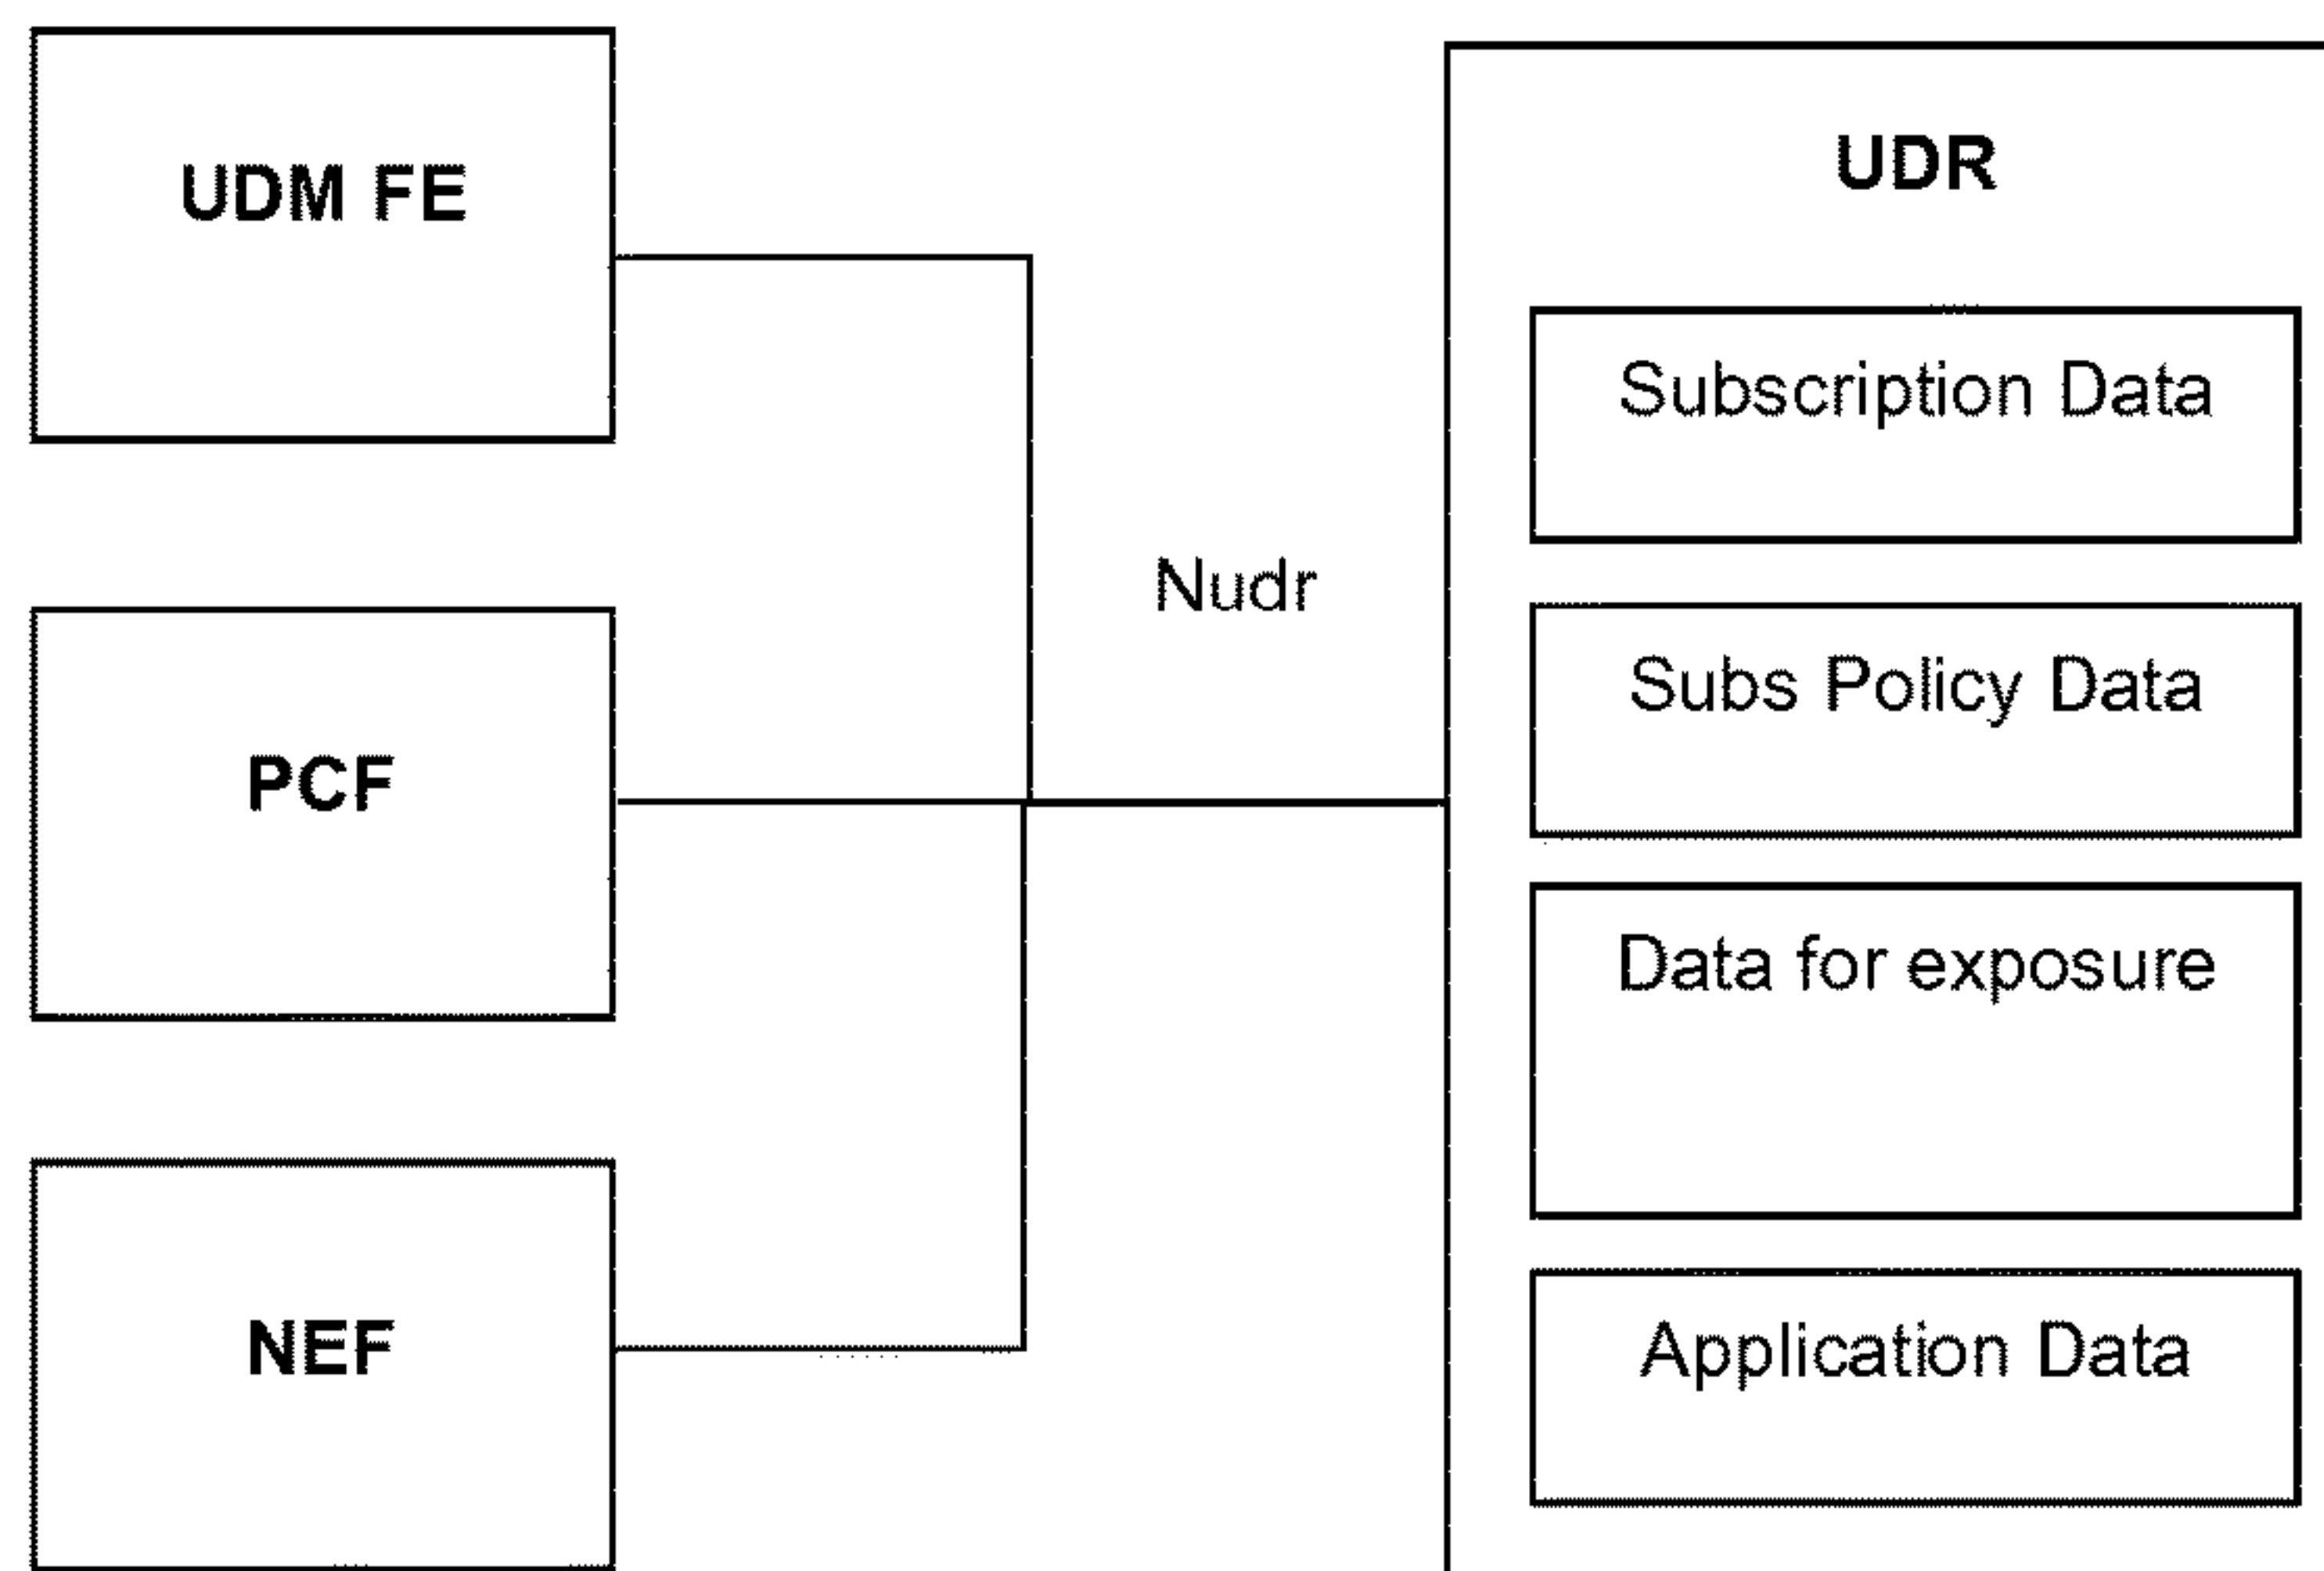 UDM FE
PCF
NEF
Nudr
UDR
Subscription Data
Subs Policy Data
Data for exposure
Application Data